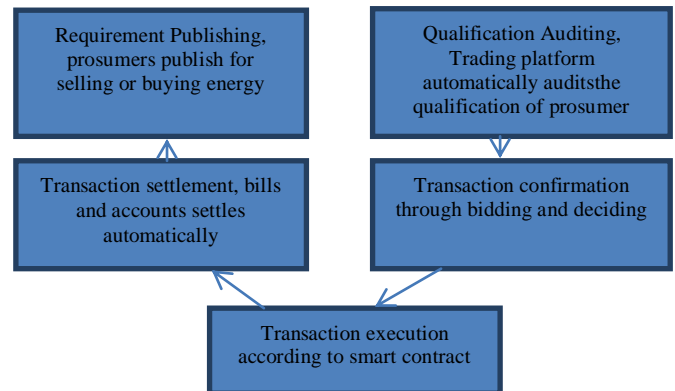 Requirement Publishing,
prosumers publish for
selling or buying energy
Qualification Auditing,
Trading platform
automatically auditsthe
qualification of prosumer
Transaction settlement, bills
and accounts settles
automatically
Transaction confirmation
through bidding and deciding
Transaction execution
according to smart contract